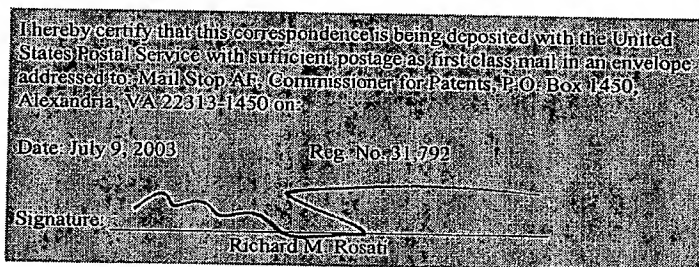 I hereby certify that this correspondence is being deposited with the United
States Postal Service with sufficient postage as first class mail in an envelope
addressed to: Mail Stop AF, Commissioner for Patents, P.O. Box 1450,
Alexandria, VA 22313-1450 on:
Date: July 9, 2003 Reg. No. 31,792
Signature:
Richard M. Rosati